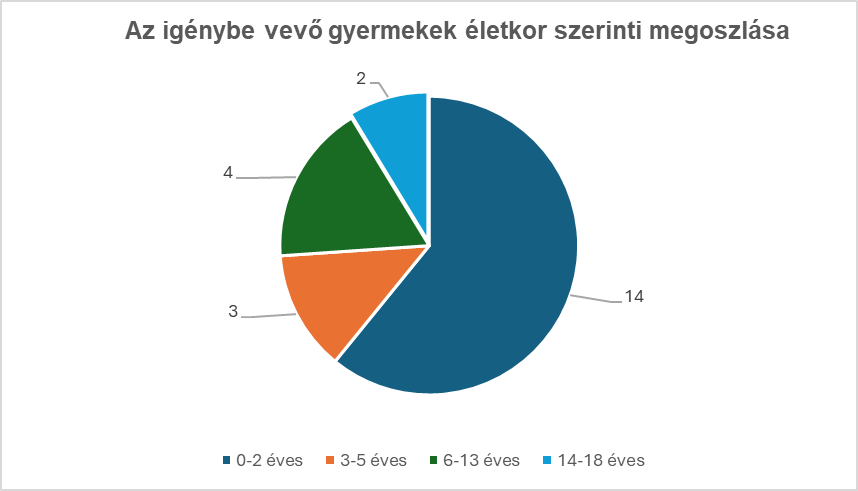 Az igénybe vevő gyermekek életkor szerinti megoszlása
2
4
3
14
0-2 éves
3-5 éves
6-13 éves
14-18 éves